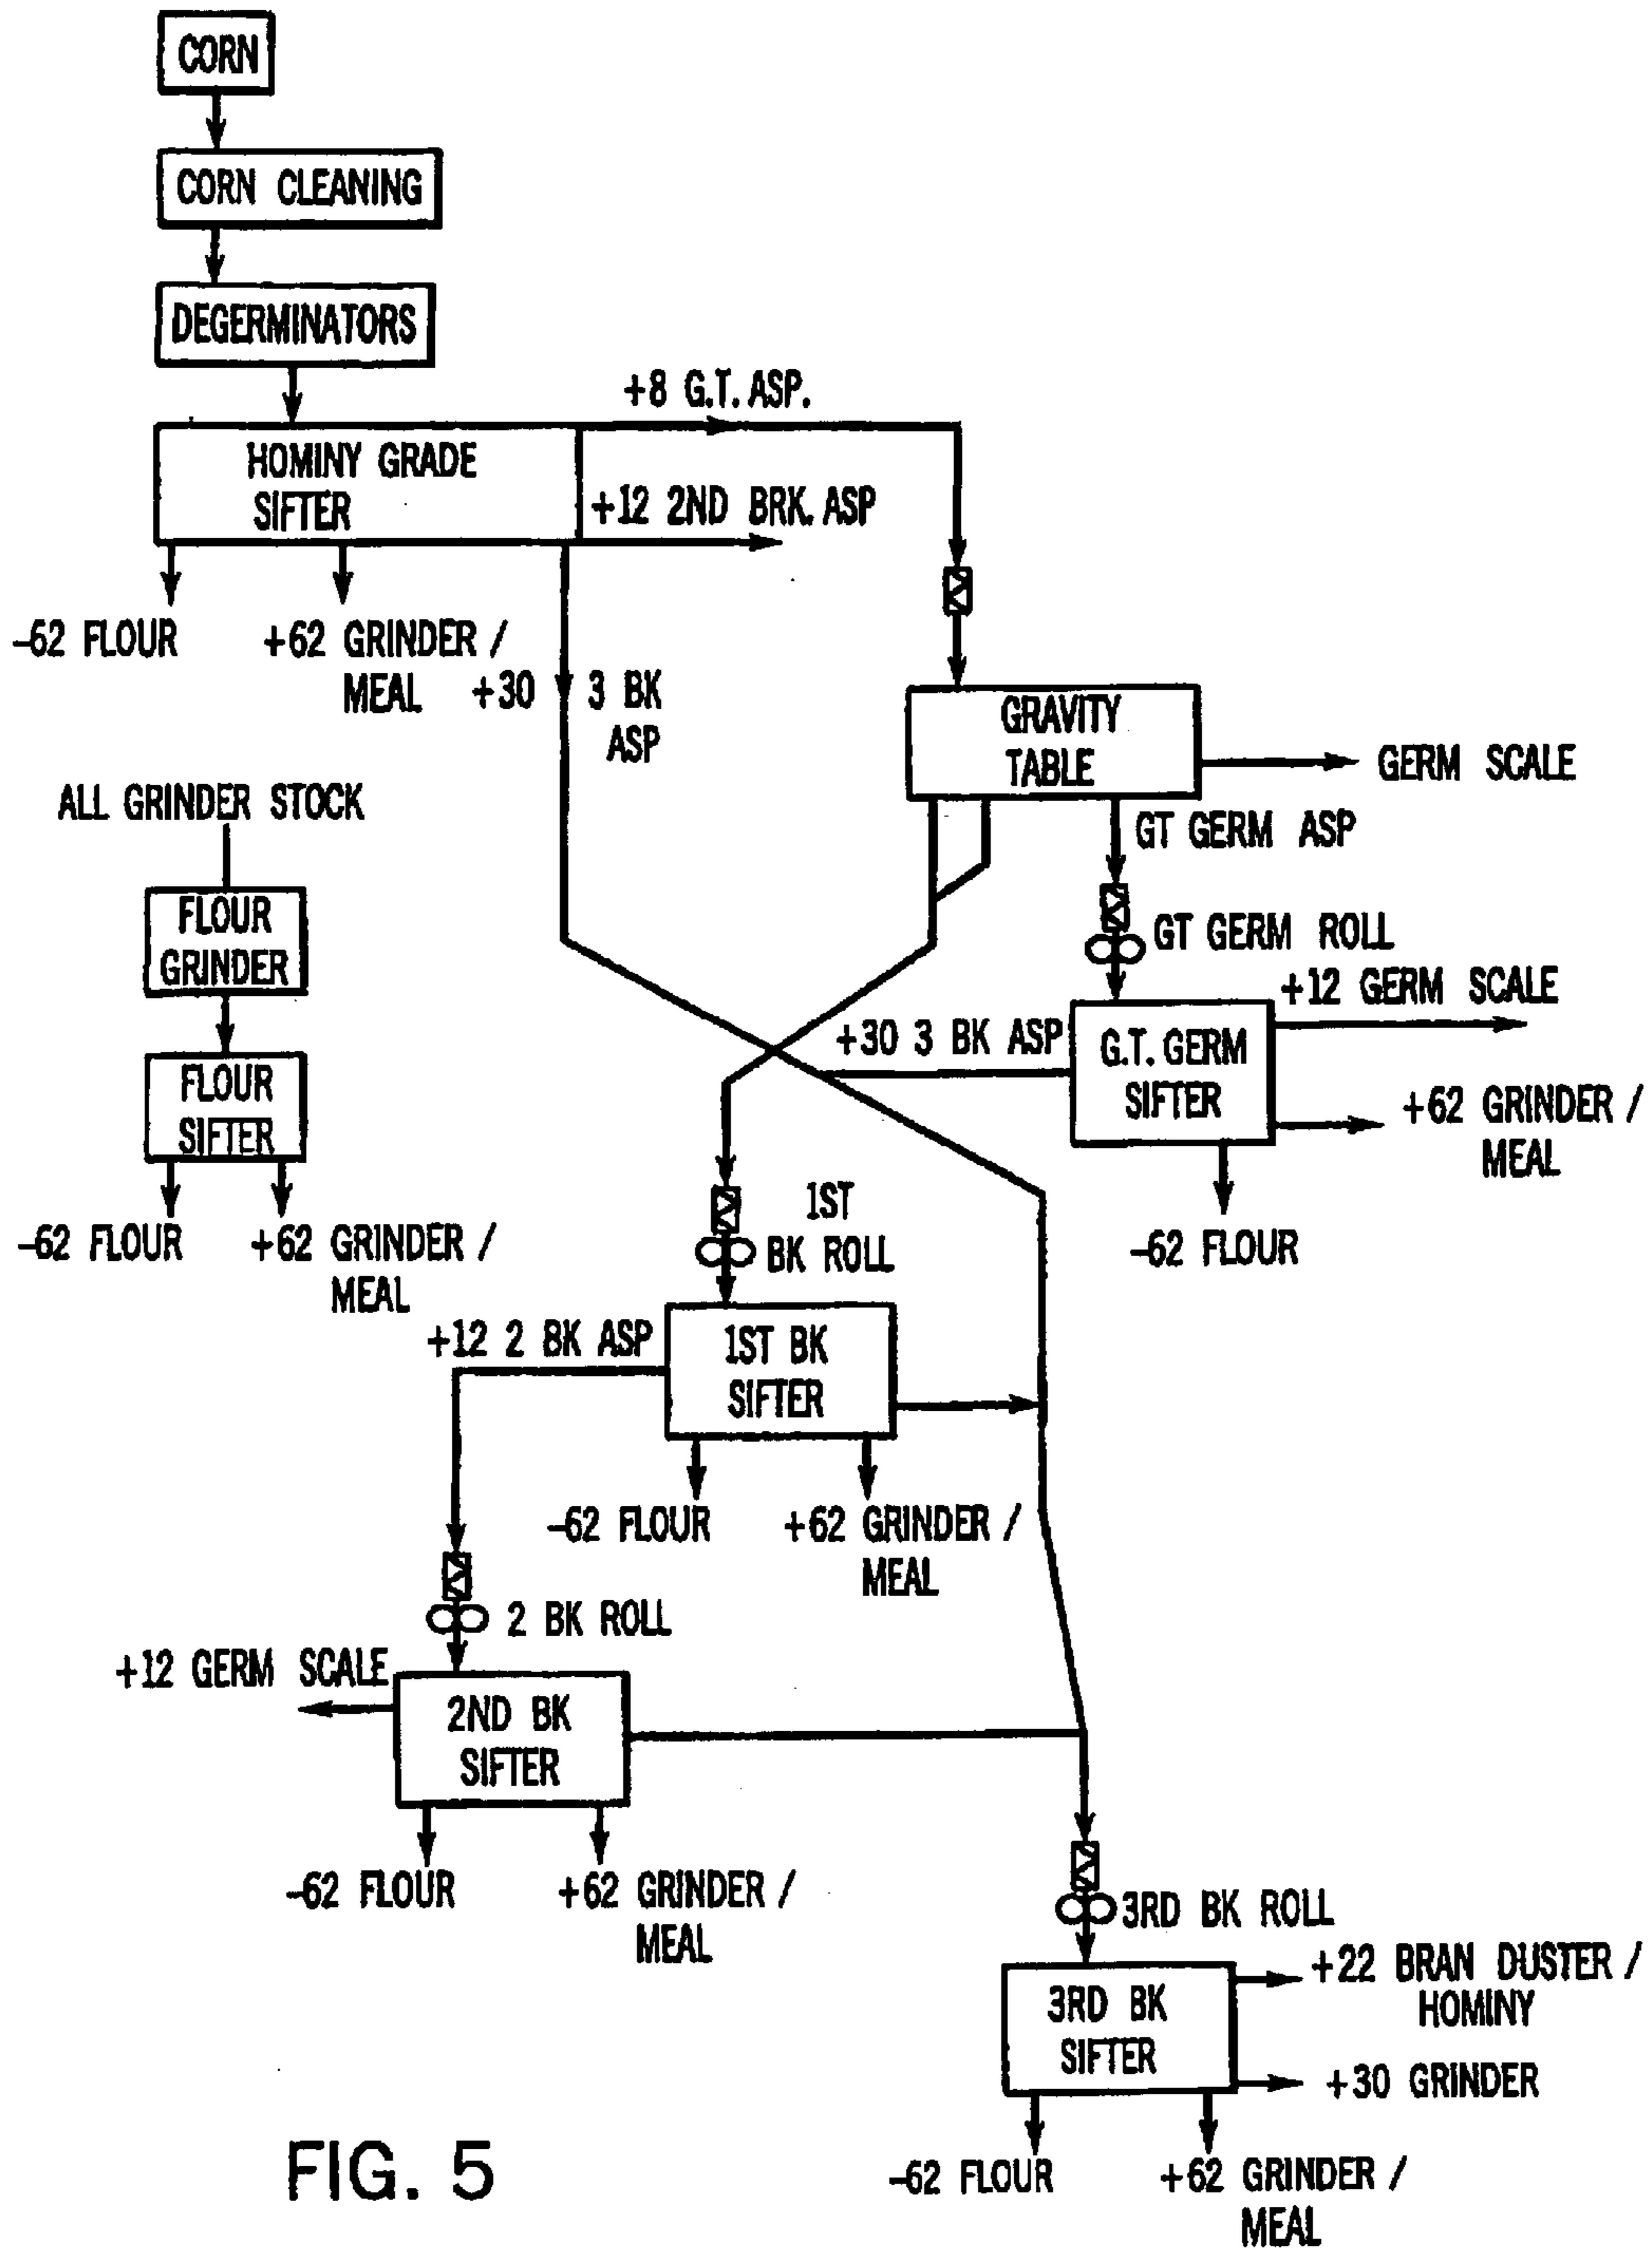 CORN
CORN CLEANING
DEGERMINATORS
+8 G.T. ASP.
HOMINY GRADE
SIFTER
+12 2ND BRK. ASP
-62 FLOUR
+62 GRINDER /
MEAL
+30 3 BK
ASP
GRAVITY
TABLE
GERM SCALE
GT GERM ASP
ALL GRINDER STOCK
FLOUR
GRINDER
GT GERM ROLL
+12 GERM SCALE
+30 3 BK ASP
G.T. GERM
SIFTER
+62 GRINDER /
MEAL
-62 FLOUR
FLOUR
SIFTER
-62 FLOUR
+62 GRINDER /
MEAL
1ST
BK ROLL
+12 2 BK ASP
1ST BK
SIFTER
-62 FLOUR
+62 GRINDER /
MEAL
2 BK ROLL
+12 GERM SCALE
2ND BK
SIFTER
-62 FLOUR
+62 GRINDER /
MEAL
3RD BK ROLL
+22 BRAN DUSTER /
HOMINY
3RD BK
SIFTER
+30 GRINDER
-62 FLOUR
+62 GRINDER /
MEAL
FIG. 5